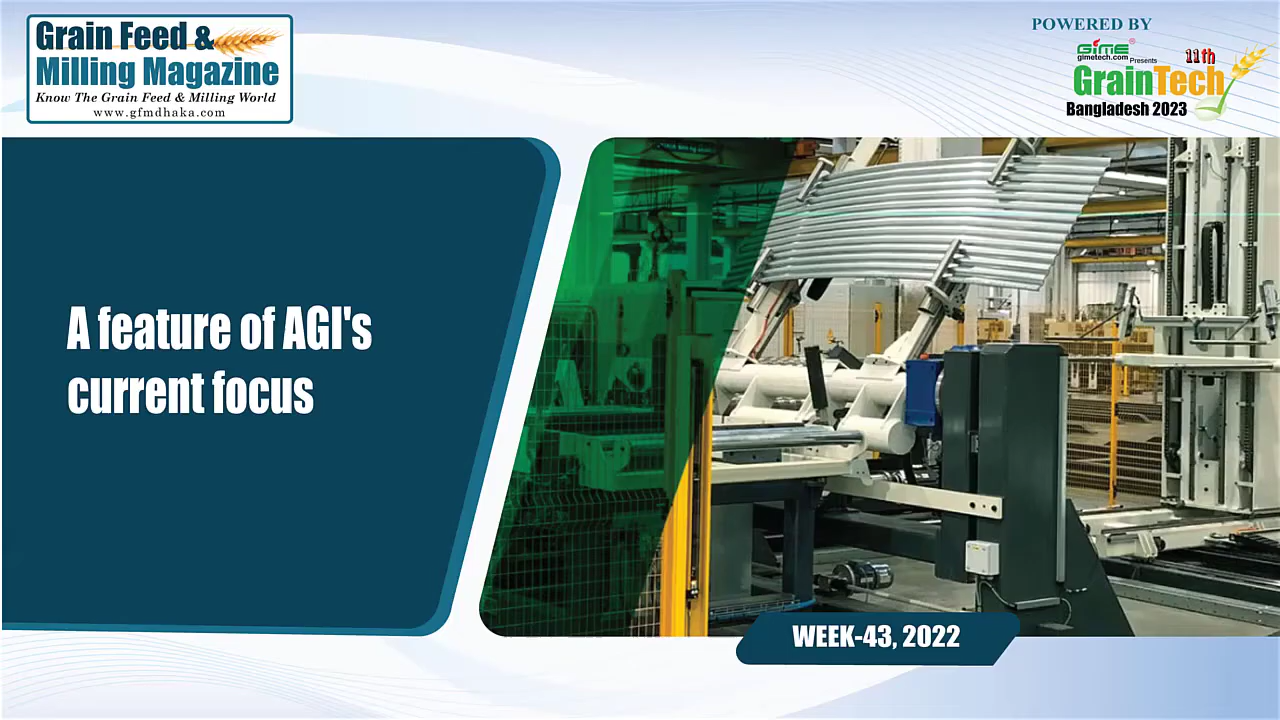 Grain Feed &
Milling Magazine
Know The Grain Feed & Milling World
www.gfmdhaka.com
POWERED BY
GIME®
gimetech.com Presents
11th
GrainTech
Bangladesh 2023
A feature of AGI's
current focus
WEEK-43, 2022